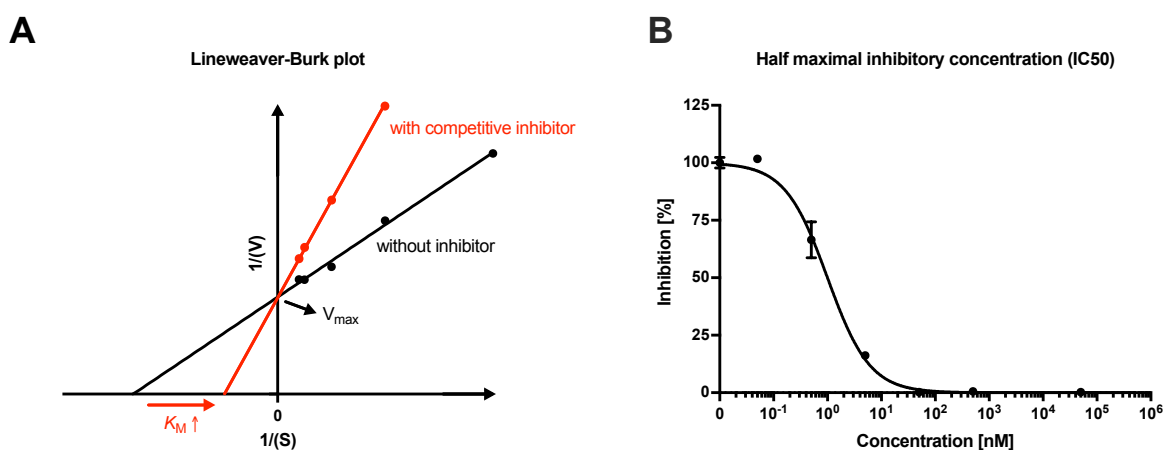 A
Lineweaver-Burk plot
with competitive inhibitor
without inhibitor
1/(V)
Vmax
KM ↑
0
1/(S)
B
Half maximal inhibitory concentration (IC50)
Inhibition [%]
125
100
75
50
25
0
0 10⁻¹ 10⁰ 10¹ 10² 10³ 10⁴ 10⁵ 10⁶
Concentration [nM]